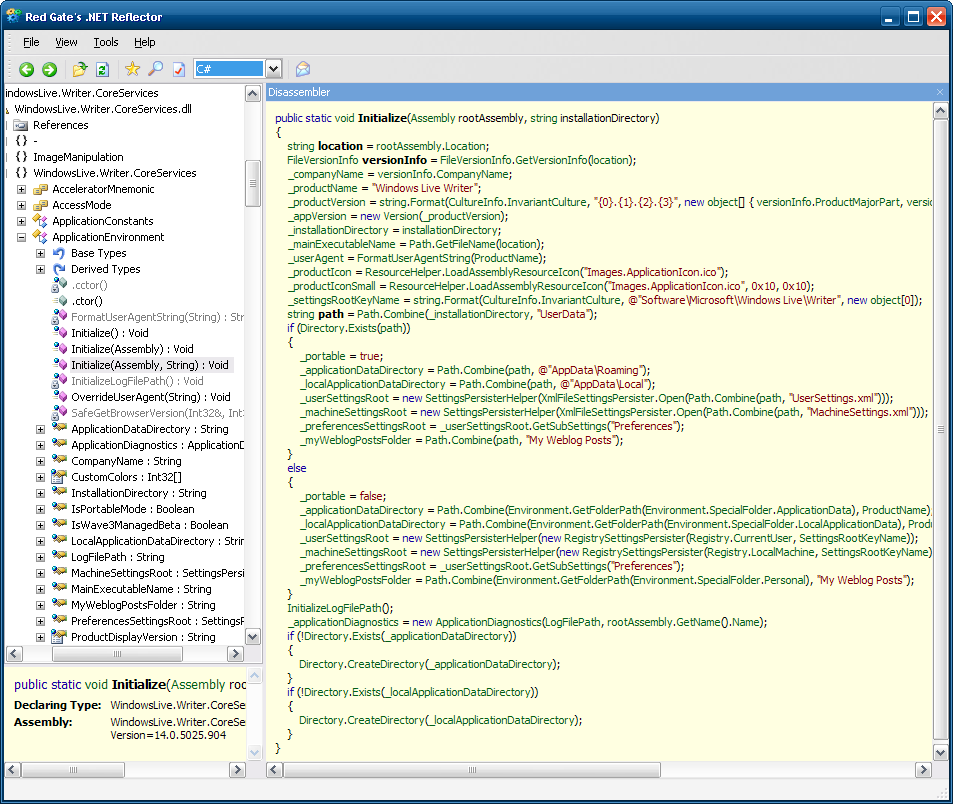 Red Gate's .NET Reflector
File View Tools Help
C#
indowsLive.Writer.CoreServices
WindowsLive.Writer.CoreServices.dll
References
{} -
{} ImageManipulation
{} WindowsLive.Writer.CoreServices
AcceleratorMnemonic
AccessMode
ApplicationConstants
ApplicationEnvironment
Base Types
Derived Types
.cctor()
.ctor()
FormatUserAgentString(String) : Str
Initialize() : Void
Initialize(Assembly) : Void
Initialize(Assembly, String) : Void
InitializeLogFilePath() : Void
OverrideUserAgent(String) : Void
SafeGetBrowserVersion(Int32&, Int3
ApplicationDataDirectory : String
ApplicationDiagnostics : ApplicationD
CompanyName : String
CustomColors : Int32[]
InstallationDirectory : String
IsPortableMode : Boolean
IsWave3ManagedBeta : Boolean
LocalApplicationDataDirectory : Strin
LogFilePath : String
MachineSettingsRoot : SettingsPersi
MainExecutableName : String
MyWeblogPostsFolder : String
PreferencesSettingsRoot : SettingsP
ProductDisplayVersion : String
public static void Initialize(Assembly roo
Declaring Type: WindowsLive.Writer.CoreSe
Assembly: WindowsLive.Writer.CoreSe
Version=14.0.5025.904
Disassembler
public static void Initialize(Assembly rootAssembly, string installationDirectory)
{
string location = rootAssembly.Location;
FileVersionInfo versionInfo = FileVersionInfo.GetVersionInfo(location);
_companyName = versionInfo.CompanyName;
_productName = "Windows Live Writer";
_productVersion = string.Format(CultureInfo.InvariantCulture, "{0}.{1}.{2}.{3}", new object[] { versionInfo.ProductMajorPart, versio
_appVersion = new Version(_productVersion);
_installationDirectory = installationDirectory;
_mainExecutableName = Path.GetFileName(location);
_userAgent = FormatUserAgentString(ProductName);
_productIcon = ResourceHelper.LoadAssemblyResourceIcon("Images.ApplicationIcon.ico");
_productIconSmall = ResourceHelper.LoadAssemblyResourceIcon("Images.ApplicationIcon.ico", 0x10, 0x10);
_settingsRootKeyName = string.Format(CultureInfo.InvariantCulture, @"Software\Microsoft\Windows Live\Writer", new object[0]);
string path = Path.Combine(_installationDirectory, "UserData");
if (Directory.Exists(path))
{
_portable = true;
_applicationDataDirectory = Path.Combine(path, @"AppData\Roaming");
_localApplicationDataDirectory = Path.Combine(path, @"AppData\Local");
_userSettingsRoot = new SettingsPersisterHelper(XmlFileSettingsPersister.Open(Path.Combine(path, "UserSettings.xml")));
_machineSettingsRoot = new SettingsPersisterHelper(XmlFileSettingsPersister.Open(Path.Combine(path, "MachineSettings.xml")));
_preferencesSettingsRoot = _userSettingsRoot.GetSubSettings("Preferences");
_myWeblogPostsFolder = Path.Combine(path, "My Weblog Posts");
}
else
{
_portable = false;
_applicationDataDirectory = Path.Combine(Environment.GetFolderPath(Environment.SpecialFolder.ApplicationData), ProductName);
_localApplicationDataDirectory = Path.Combine(Environment.GetFolderPath(Environment.SpecialFolder.LocalApplicationData), Produ
_userSettingsRoot = new SettingsPersisterHelper(new RegistrySettingsPersister(Registry.CurrentUser, SettingsRootKeyName));
_machineSettingsRoot = new SettingsPersisterHelper(new RegistrySettingsPersister(Registry.LocalMachine, SettingsRootKeyName)
_preferencesSettingsRoot = _userSettingsRoot.GetSubSettings("Preferences");
_myWeblogPostsFolder = Path.Combine(Environment.GetFolderPath(Environment.SpecialFolder.Personal), "My Weblog Posts");
}
InitializeLogFilePath();
_applicationDiagnostics = new ApplicationDiagnostics(LogFilePath, rootAssembly.GetName().Name);
if (!Directory.Exists(_applicationDataDirectory))
{
Directory.CreateDirectory(_applicationDataDirectory);
}
if (!Directory.Exists(_localApplicationDataDirectory))
{
Directory.CreateDirectory(_localApplicationDataDirectory);
}
}